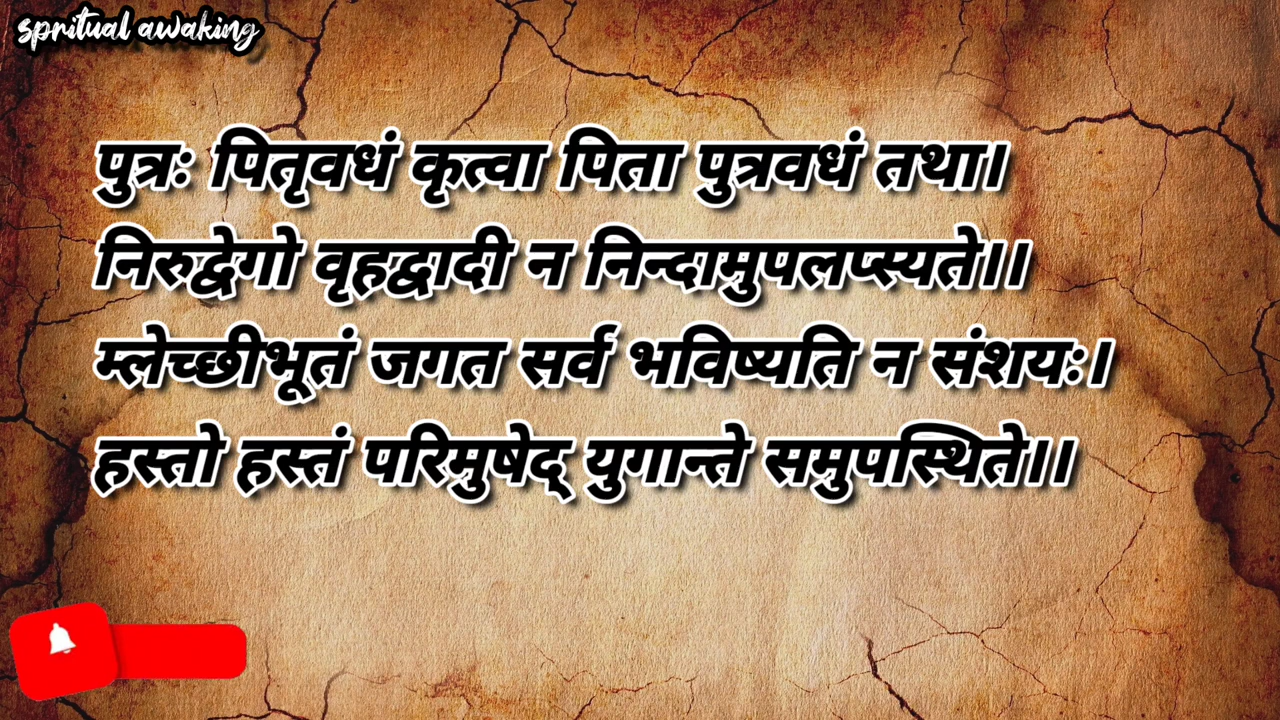 spritual awaking
पुत्रः पितृवधं कृत्वा पिता पुत्रवधं तथा।
निरुद्वेगो वृहद्वादी न निन्दामुपलप्स्यते।।
म्लेच्छीभूतं जगत सर्व भविष्यति न संशयः।
हस्तो हस्तं परिमुषेद् युगान्ते समुपस्थिते।।